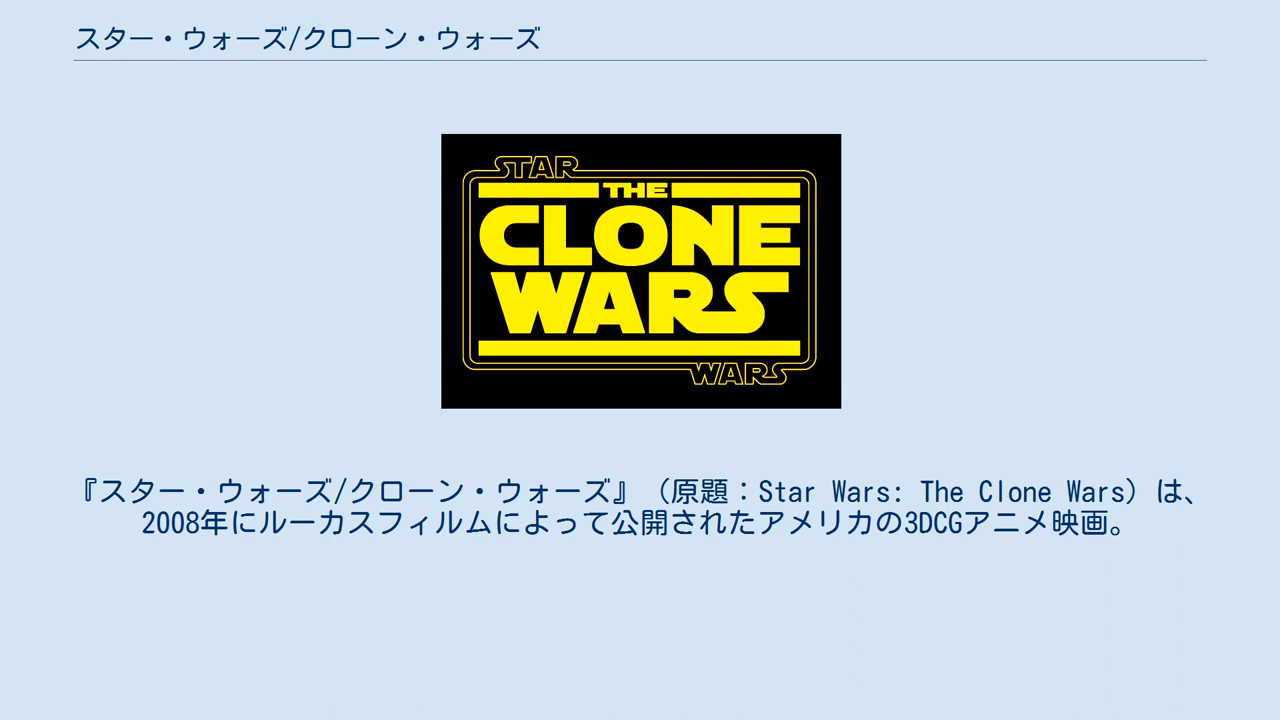 スター・ウォーズ/クローン・ウォーズ
STAR
THE
CLONE
WARS
WARS
『スター・ウォーズ/クローン・ウォーズ』（原題：Star Wars: The Clone Wars）は、
2008年にルーカスフィルムによって公開されたアメリカの3DCGアニメ映画。